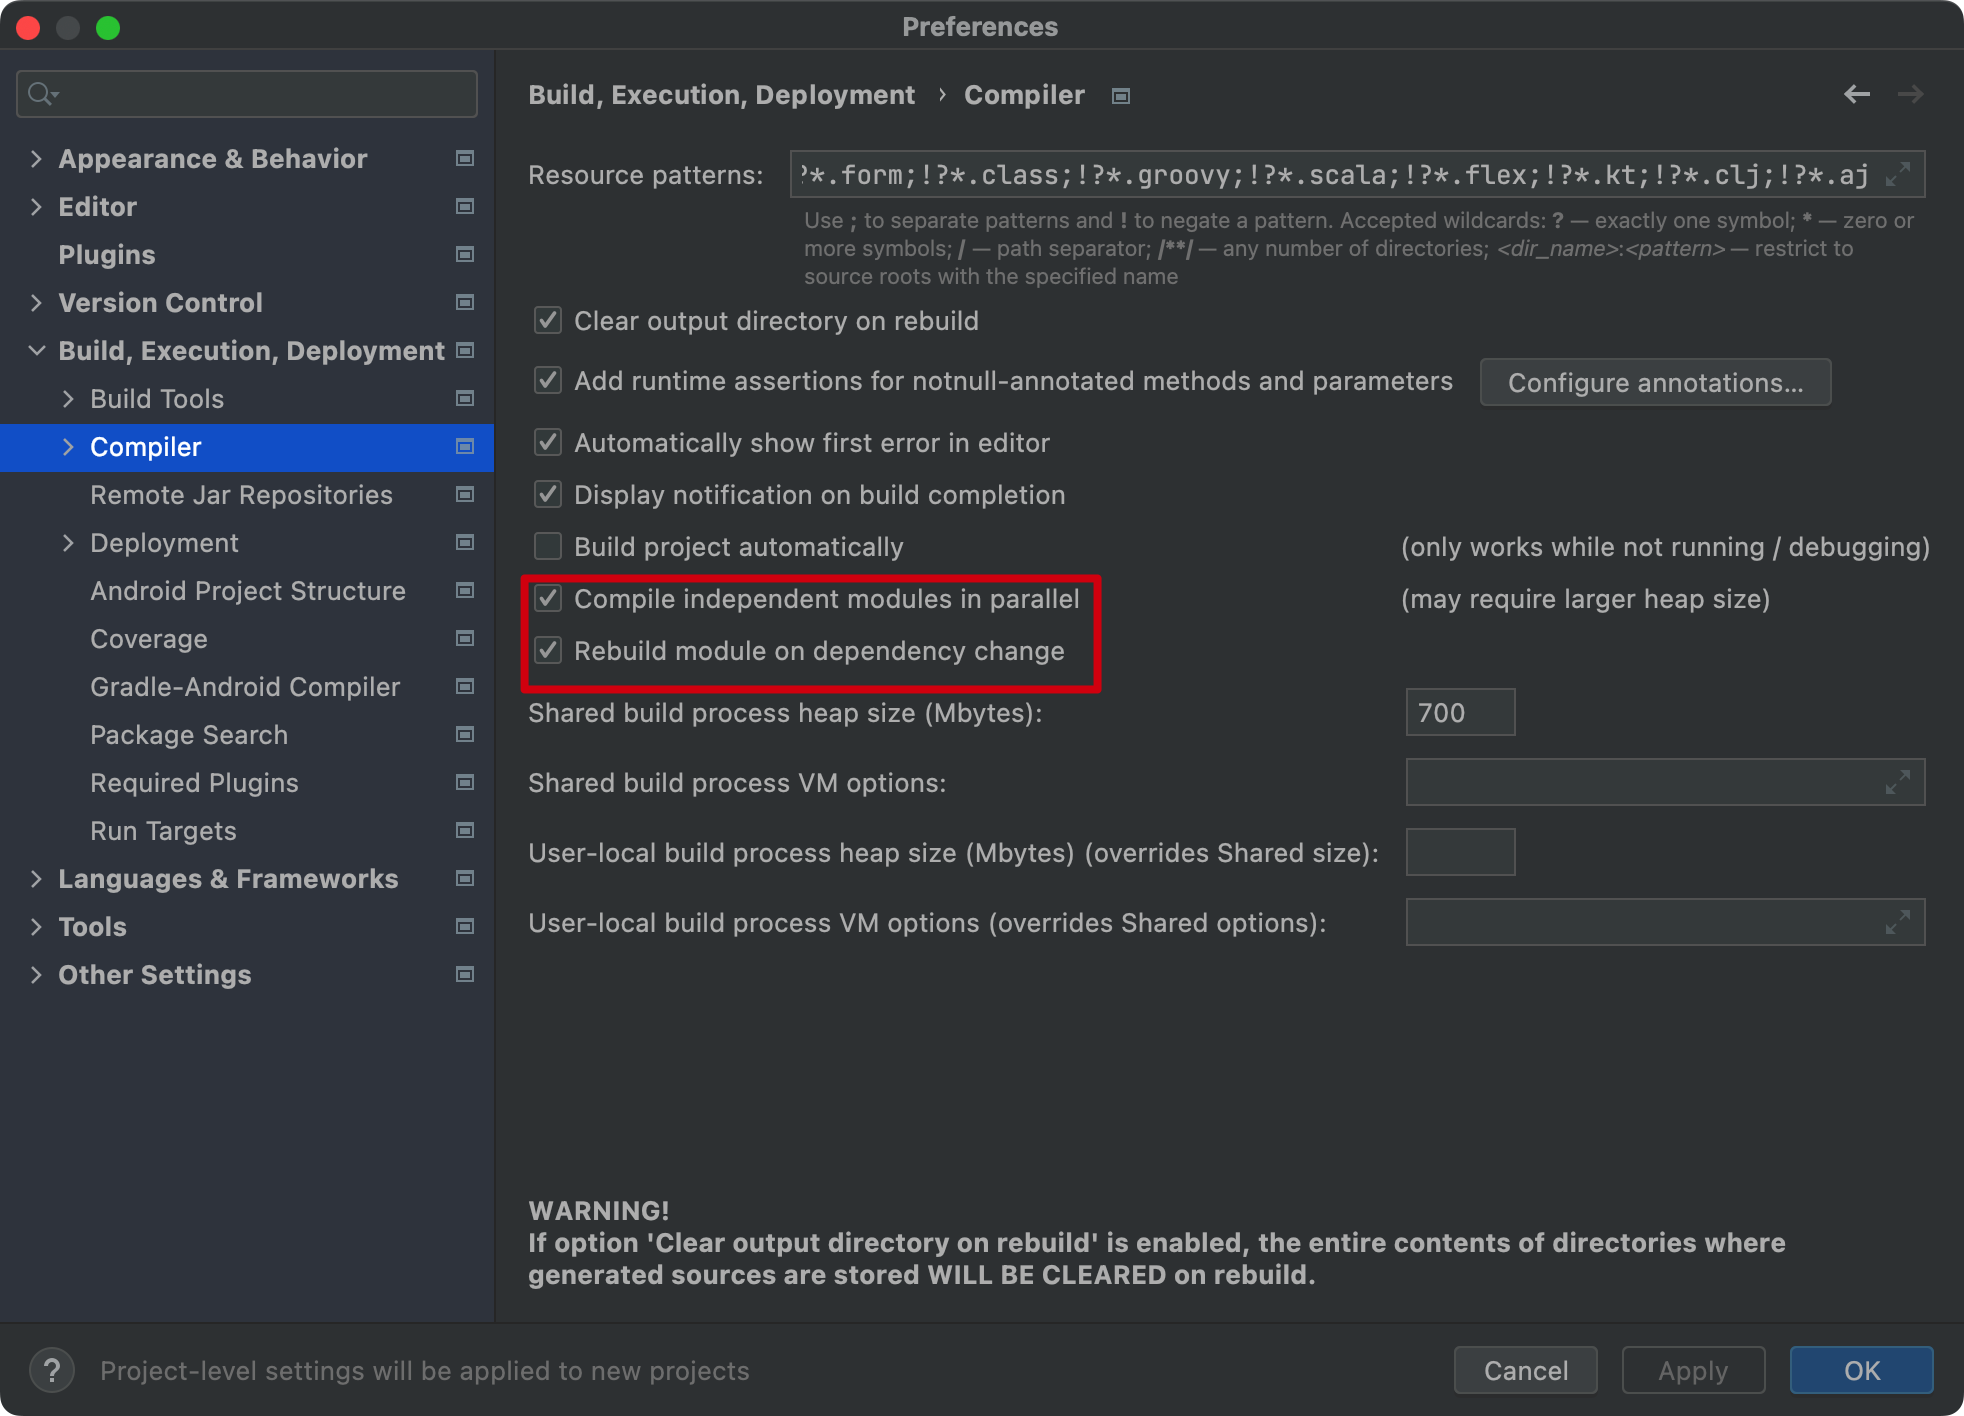 Preferences
Appearance & Behavior
Editor
Plugins
Version Control
Build, Execution, Deployment
Build Tools
Compiler
Remote Jar Repositories
Deployment
Android Project Structure
Coverage
Gradle-Android Compiler
Package Search
Required Plugins
Run Targets
Languages & Frameworks
Tools
Other Settings
Build, Execution, Deployment › Compiler
Resource patterns: ?*.form;!?*.class;!?*.groovy;!?*.scala;!?*.flex;!?*.kt;!?*.clj;!?*.aj
Use ; to separate patterns and ! to negate a pattern. Accepted wildcards: ? — exactly one symbol; * — zero or
more symbols; / — path separator; /**/ — any number of directories; <dir_name>:<pattern> — restrict to
source roots with the specified name
Clear output directory on rebuild
Add runtime assertions for notnull-annotated methods and parameters Configure annotations...
Automatically show first error in editor
Display notification on build completion
Build project automatically (only works while not running / debugging)
Compile independent modules in parallel (may require larger heap size)
Rebuild module on dependency change
Shared build process heap size (Mbytes): 700
Shared build process VM options:
User-local build process heap size (Mbytes) (overrides Shared size):
User-local build process VM options (overrides Shared options):
WARNING!
If option 'Clear output directory on rebuild' is enabled, the entire contents of directories where
generated sources are stored WILL BE CLEARED on rebuild.
? Project-level settings will be applied to new projects
Cancel Apply OK